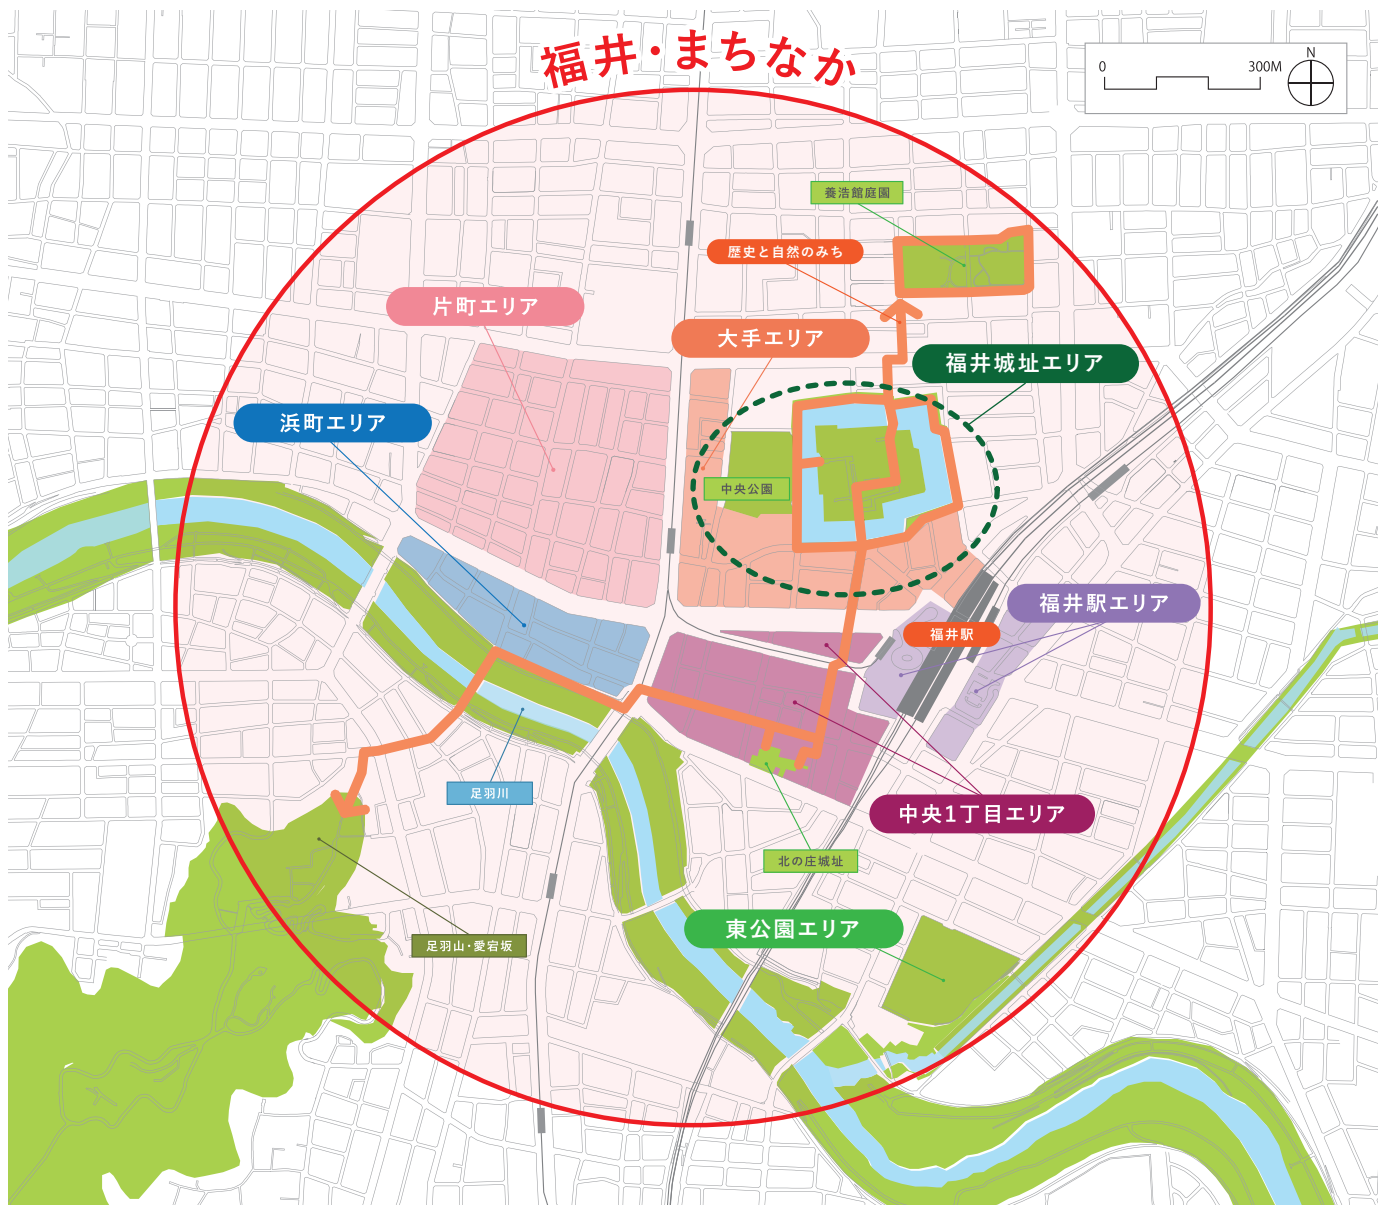 福井・まちなか
0 300M
N
養浩館庭園
歴史と自然のみち
片町エリア
大手エリア
福井城址エリア
浜町エリア
中央公園
福井駅エリア
福井駅
足羽川
中央1丁目エリア
北の庄城址
東公園エリア
足羽山・愛宕坂